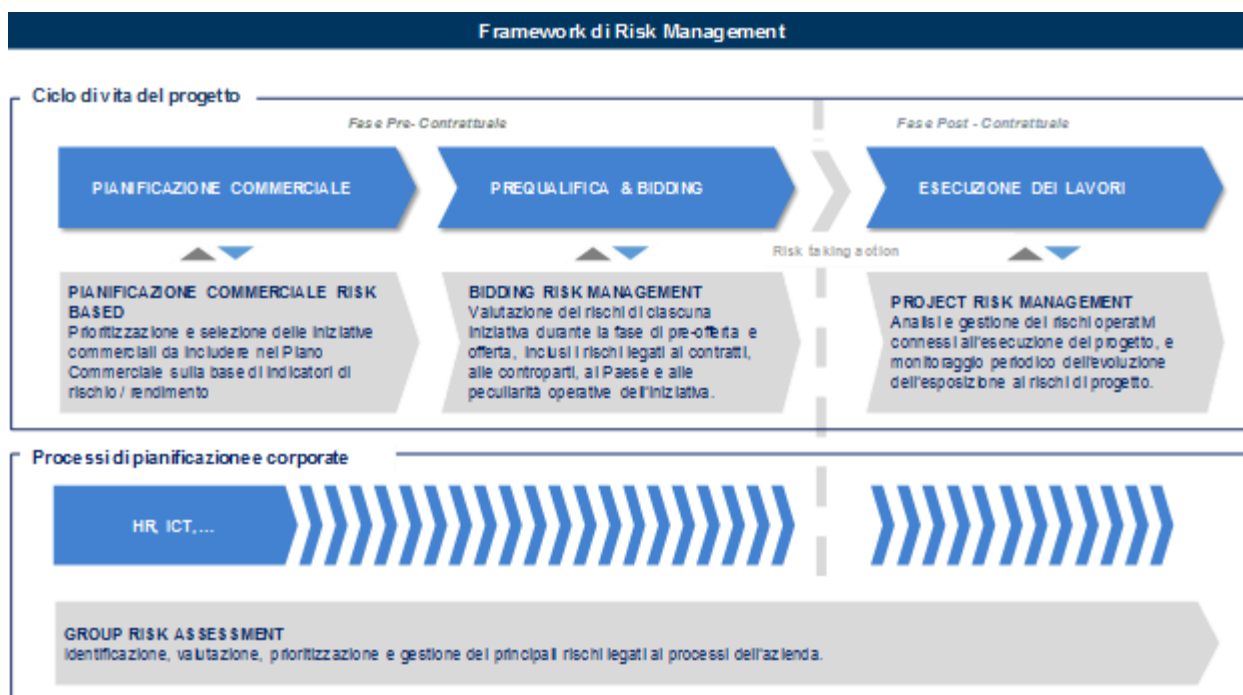 Framework di Risk Management
Ciclo di vita del progetto
Fase Pre- Contrattuale
Fase Post - Contrattuale
PIANIFICAZIONE COMMERCIALE
PREQUALIFICA & BIDDING
ESECUZIONE DEI LAVORI
Risk taking action
PIANIFICAZIONE COMMERCIALE RISK
BASED
Prioritizzazione e selezione delle iniziative
commerciali da includere nel Piano
Commerciale sulla base di indicatori di
rischio / rendimento
BIDDING RISK MANAGEMENT
Valutazione dei rischi di ciascuna
iniziativa durante la fase di pre-offerta e
offerta, inclusi i rischi legati ai contratti,
alle controparti, al Paese e alle
peculiarità operative dell'iniziativa.
PROJECT RISK MANAGEMENT
Analisi e gestione dei rischi operativi
connessi all'esecuzione del progetto, e
monitoraggio periodico dell'evoluzione
dell'esposizione ai rischi di progetto.
Processi di pianificazione e corporate
HR, ICT,...
GROUP RISK ASSESSMENT
Identificazione, valutazione, prioritizzazione e gestione dei principali rischi legati ai processi dell'azienda.